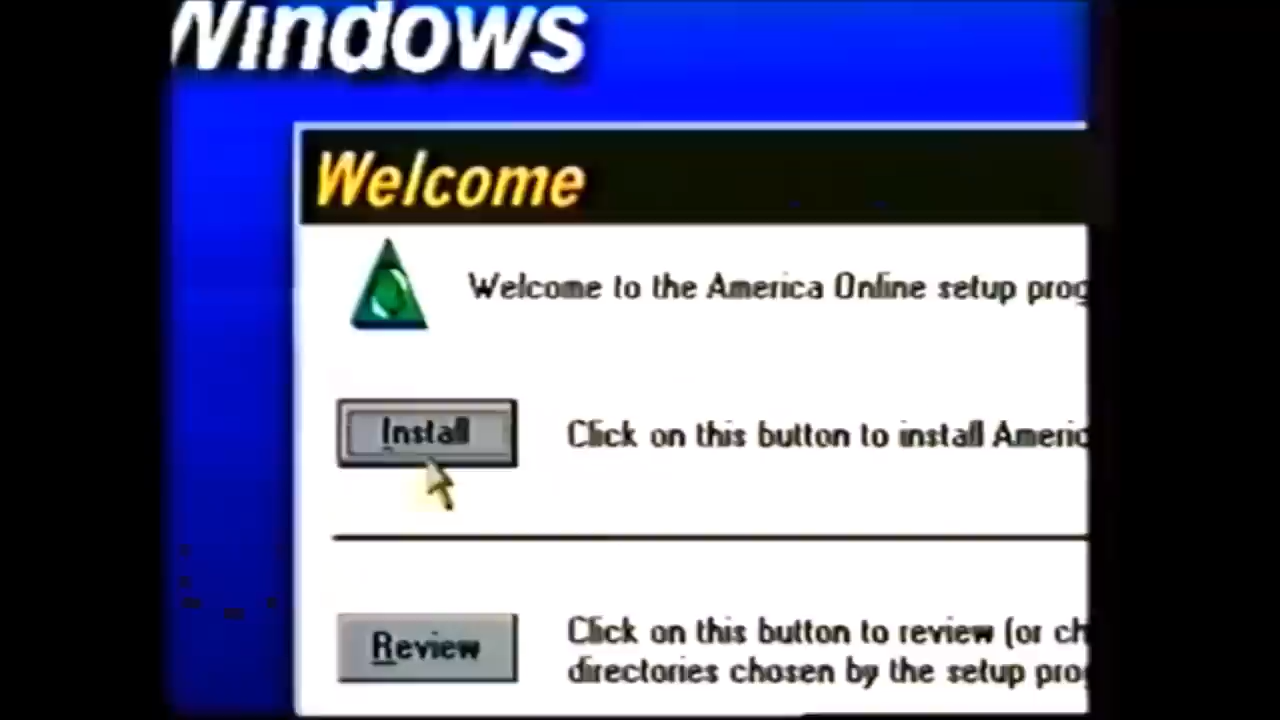 Windows
Welcome
Welcome to the America Online setup prog
Install
Click on this button to install Americ
Review
Click on this button to review (or ch
directories chosen by the setup pro